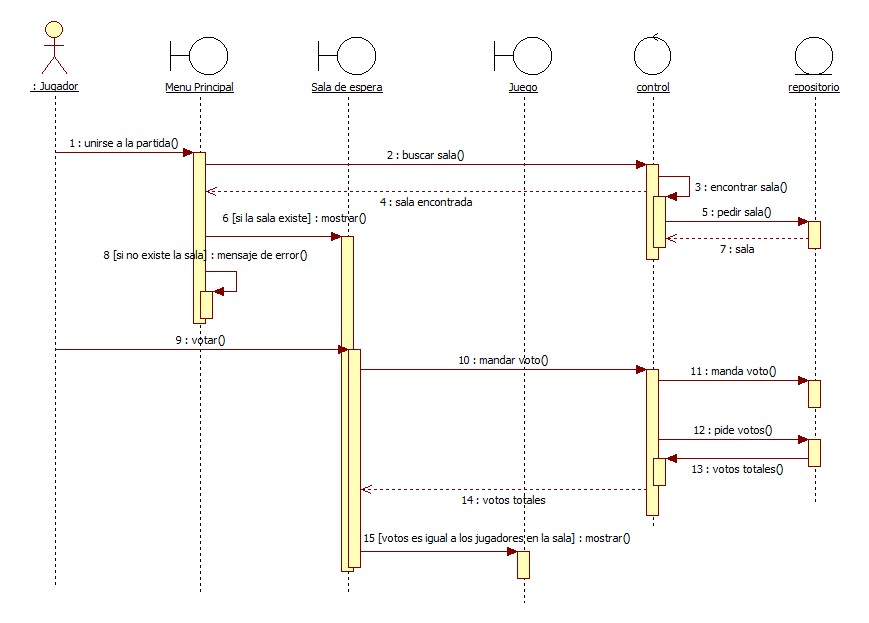 : Jugador
Menu Principal
Sala de espera
Juego
control
repositorio
1 : unirse a la partida()
2 : buscar sala()
3 : encontrar sala()
4 : sala encontrada
5 : pedir sala()
6 [si la sala existe] : mostrar()
7 : sala
8 [si no existe la sala] : mensaje de error()
9 : votar()
10 : mandar voto()
11 : manda voto()
12 : pide votos()
13 : votos totales()
14 : votos totales
15 [votos es igual a los jugadores en la sala] : mostrar()